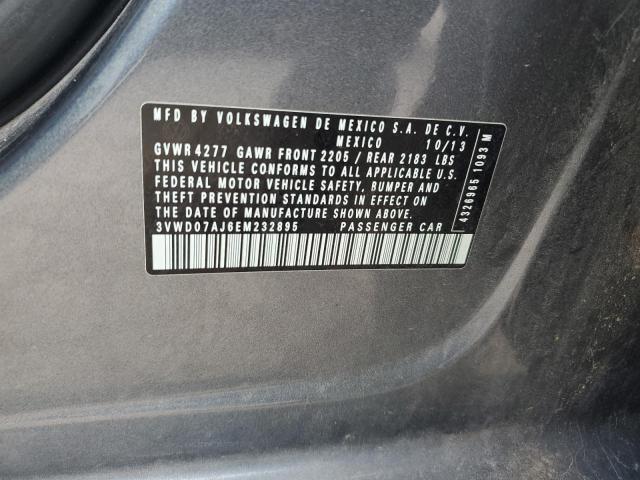 MFD BY VOLKSWAGEN DE MEXICO S.A. DE C.V.
MEXICO 10/13
GVWR 4277 GAWR FRONT 2205 / REAR 2183 LBS
THIS VEHICLE CONFORMS TO ALL APPLICABLE U.S.
FEDERAL MOTOR VEHICLE SAFETY, BUMPER AND
THEFT PREVENTION STANDARDS IN EFFECT ON
THE DATE OF MANUFACTURE SHOWN ABOVE.
3VWD07AJ6EM232895 PASSENGER CAR
4326965 1093 M